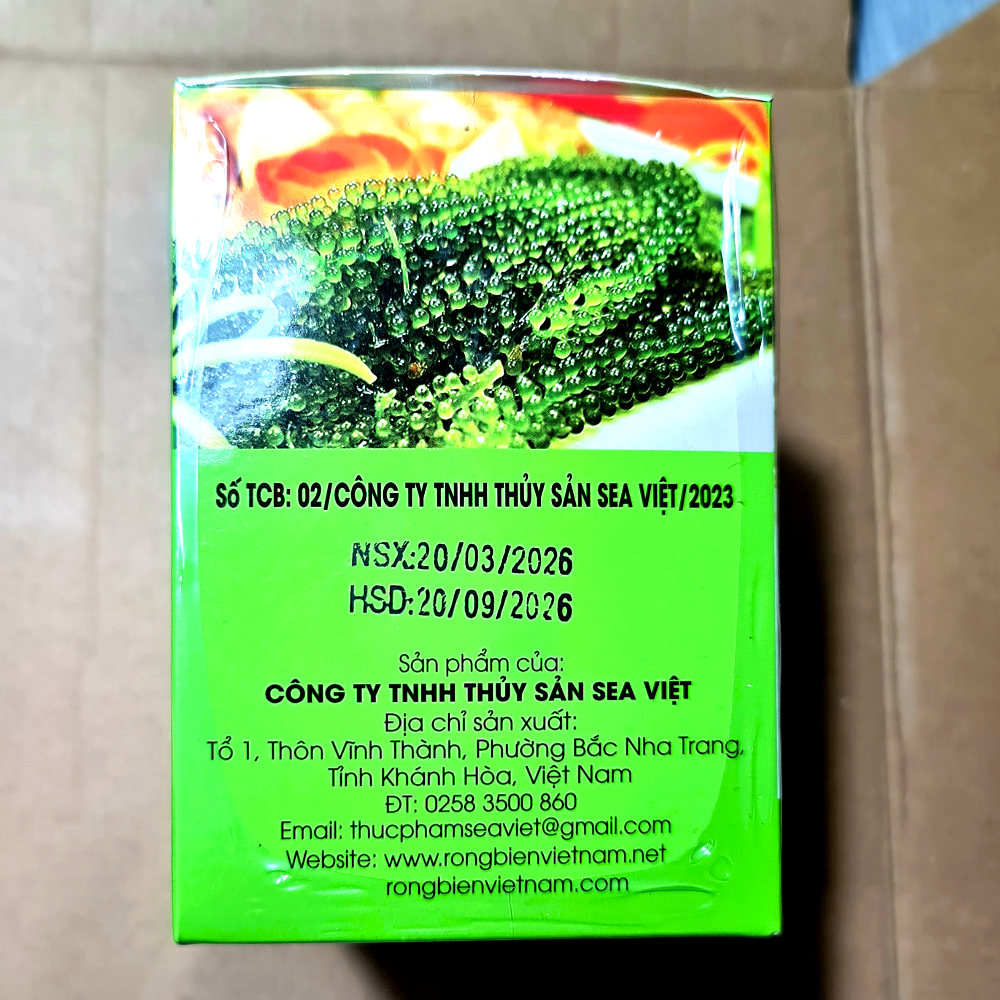 Số TCB: 02/CÔNG TY TNHH THỦY SẢN SEA VIỆT/2023
NSX:20/03/2026
HSD:20/09/2026
Sản phẩm của:
CÔNG TY TNHH THỦY SẢN SEA VIỆT
Địa chỉ sản xuất:
Tổ 1, Thôn Vĩnh Thành, Phường Bắc Nha Trang,
Tỉnh Khánh Hòa, Việt Nam
ĐT: 0258 3500 860
Email: thucphamseaviet@gmail.com
Website: www.rongbienvietnam.net
rongbienvietnam.com